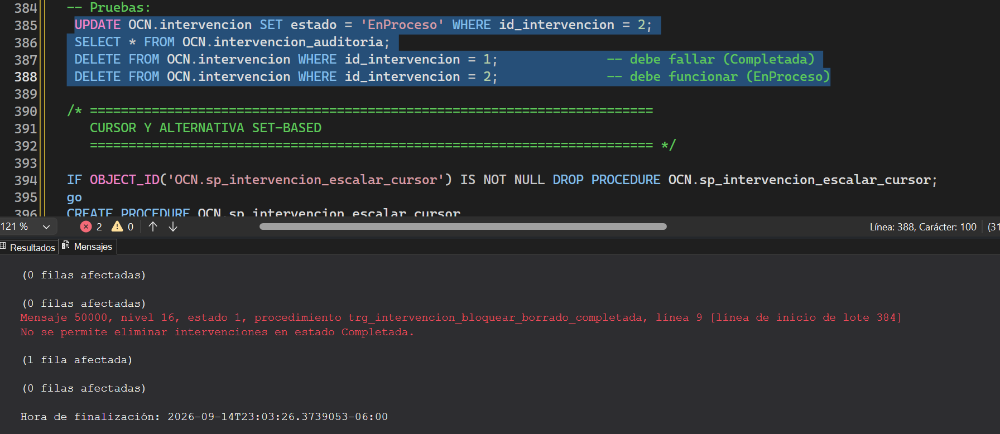 384 -- Pruebas:
385 UPDATE OCN.intervencion SET estado = 'EnProceso' WHERE id_intervencion = 2;
386 SELECT * FROM OCN.intervencion_auditoria;
387 DELETE FROM OCN.intervencion WHERE id_intervencion = 1; -- debe fallar (Completada)
388 DELETE FROM OCN.intervencion WHERE id_intervencion = 2; -- debe funcionar (EnProceso)
389
390 /* =========================================================================
391 CURSOR Y ALTERNATIVA SET-BASED
392 ========================================================================= */
393
394 IF OBJECT_ID('OCN.sp_intervencion_escalar_cursor') IS NOT NULL DROP PROCEDURE OCN.sp_intervencion_escalar_cursor;
395 go
396 CREATE PROCEDURE OCN.sp_intervencion_escalar_cursor
121 % 2 0 Línea: 388, Carácter: 100 (31
Resultados Mensajes
(0 filas afectadas)
(0 filas afectadas)
Mensaje 50000, nivel 16, estado 1, procedimiento trg_intervencion_bloquear_borrado_completada, línea 9 [línea de inicio de lote 384]
No se permite eliminar intervenciones en estado Completada.
(1 fila afectada)
(0 filas afectadas)
Hora de finalización: 2026-09-14T23:03:26.3739053-06:00